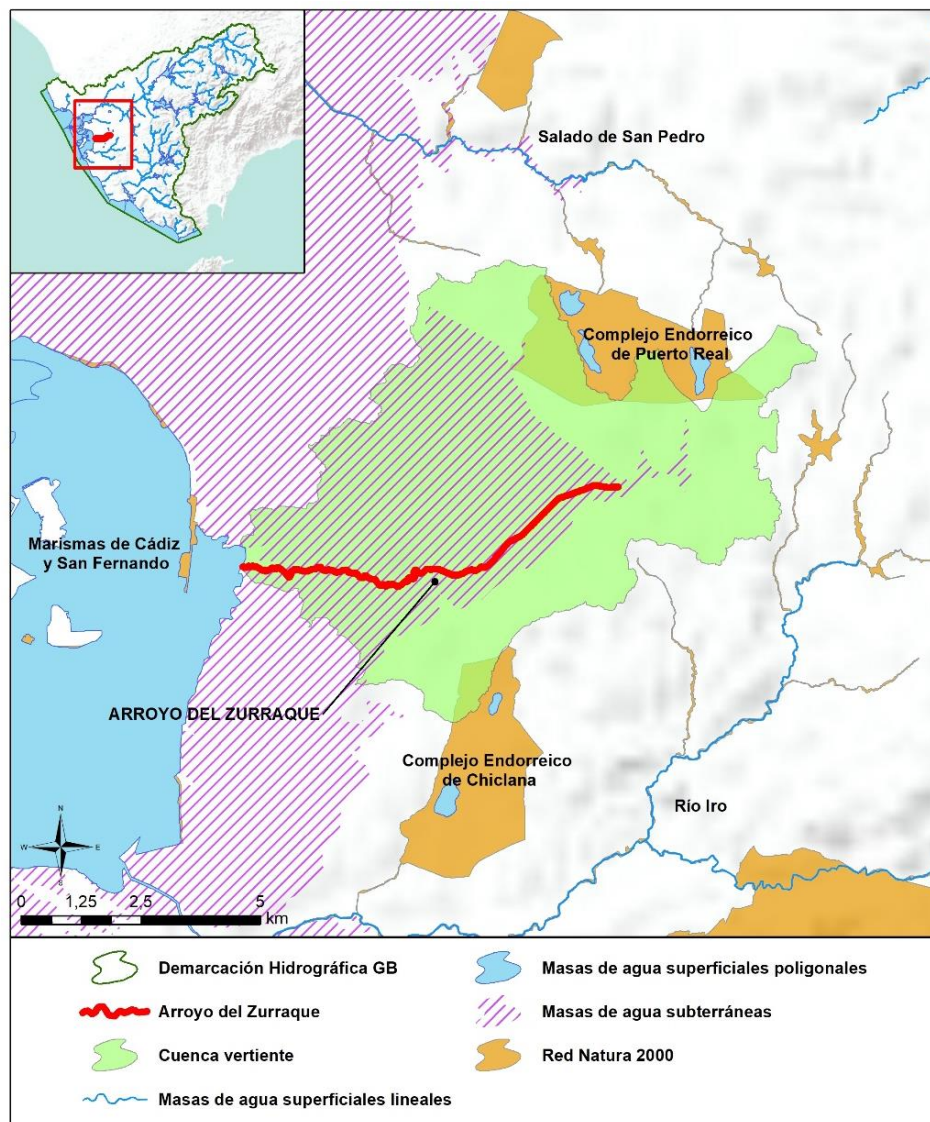 Salado de San Pedro
Complejo Endorreico
de Puerto Real
Marismas de Cádiz
y San Fernando
ARROYO DEL ZURRAQUE
Complejo Endorreico
de Chiclana
Río Iro
N
W E
S
0 1,25 2,5 5
km
Demarcación Hidrográfica GB
Masas de agua superficiales poligonales
Arroyo del Zurraque
Masas de agua subterráneas
Cuenca vertiente
Red Natura 2000
Masas de agua superficiales lineales